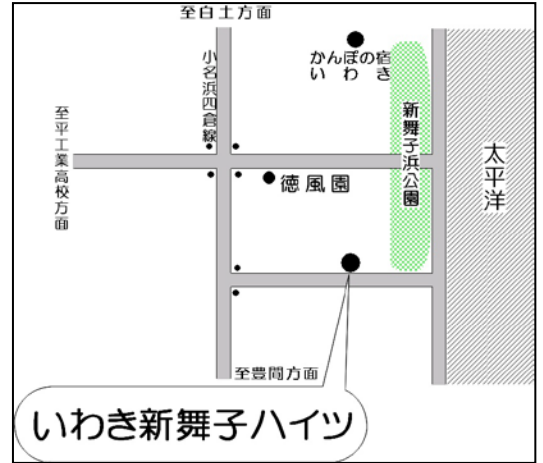 至白土方面
かんぽの宿
いわき
小名浜四倉線
新舞子浜公園
至平工業高校方面
太平洋
徳風園
至豊間方面
いわき新舞子ハイツ